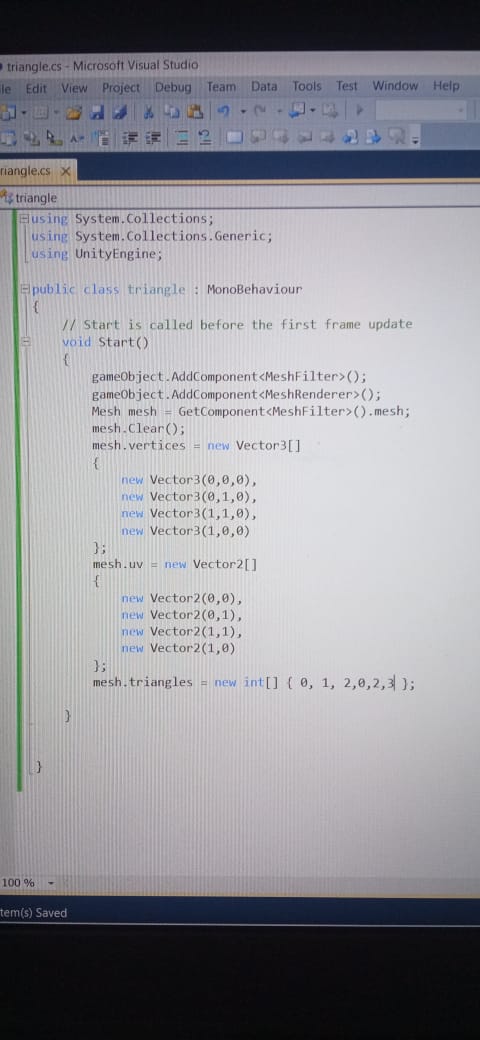 triangle.cs - Microsoft Visual Studio
Edit View Project Debug Team Data Tools Test Window Help
riangle.cs X
triangle
using System.Collections;
using System.Collections.Generic;
using UnityEngine;
public class triangle : MonoBehaviour
{
// Start is called before the first frame update
void Start()
{
gameObject.AddComponent<MeshFilter>();
gameObject.AddComponent<MeshRenderer>();
Mesh mesh = GetComponent<MeshFilter>().mesh;
mesh.Clear();
mesh.vertices = new Vector3[]
{
new Vector3(0,0,0),
new Vector3(0,1,0),
new Vector3(1,1,0),
new Vector3(1,0,0)
};
mesh.uv = new Vector2[]
{
new Vector2(0,0),
new Vector2(0,1),
new Vector2(1,1),
new Vector2(1,0)
};
mesh.triangles = new int[] { 0, 1, 2,0,2,3 };
}
}
100 %
tem(s) Saved